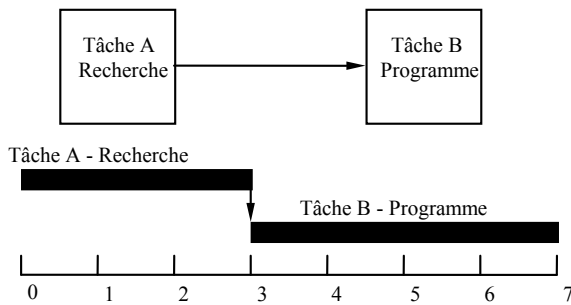 Tâche A
Recherche
Tâche B
Programme
Tâche A - Recherche
Tâche B - Programme
0 1 2 3 4 5 6 7